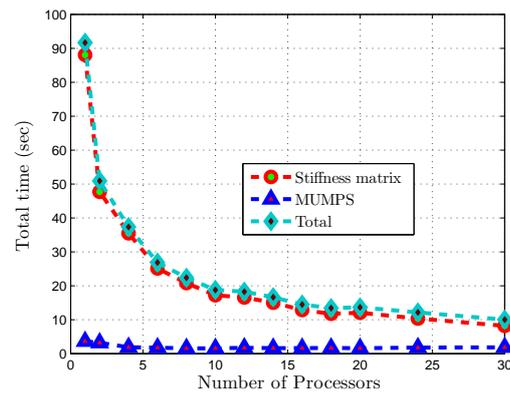 100
90
80
70
60
50
40
30
20
10
0
Total time (sec)
Stiffness matrix
MUMPS
Total
0 5 10 15 20 25 30
Number of Processors